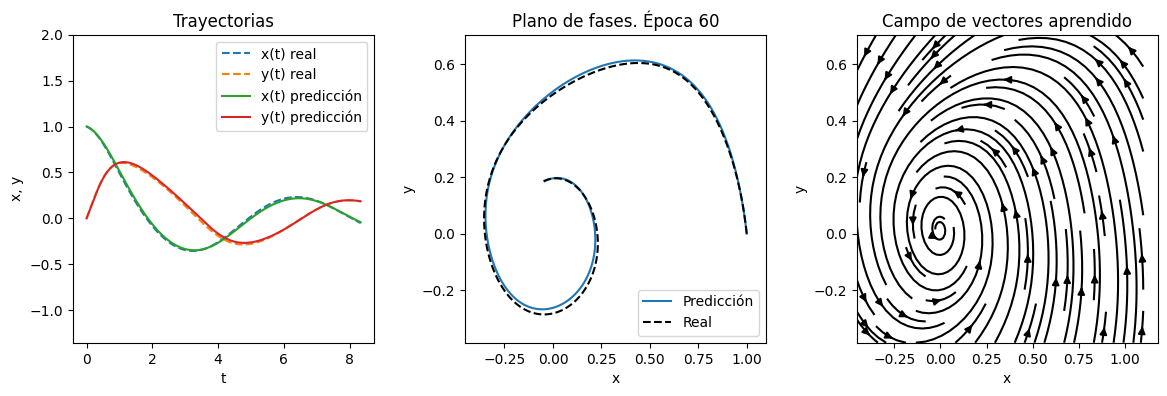 Trayectorias
2.0
1.5
1.0
0.5
0.0
−0.5
−1.0
x, y
0 2 4 6 8
t
x(t) real
y(t) real
x(t) predicción
y(t) predicción
Plano de fases. Época 60
0.6
0.4
0.2
0.0
−0.2
y
−0.25 0.00 0.25 0.50 0.75 1.00
x
Predicción
Real
Campo de vectores aprendido
0.6
0.4
0.2
0.0
−0.2
y
−0.25 0.00 0.25 0.50 0.75 1.00
x